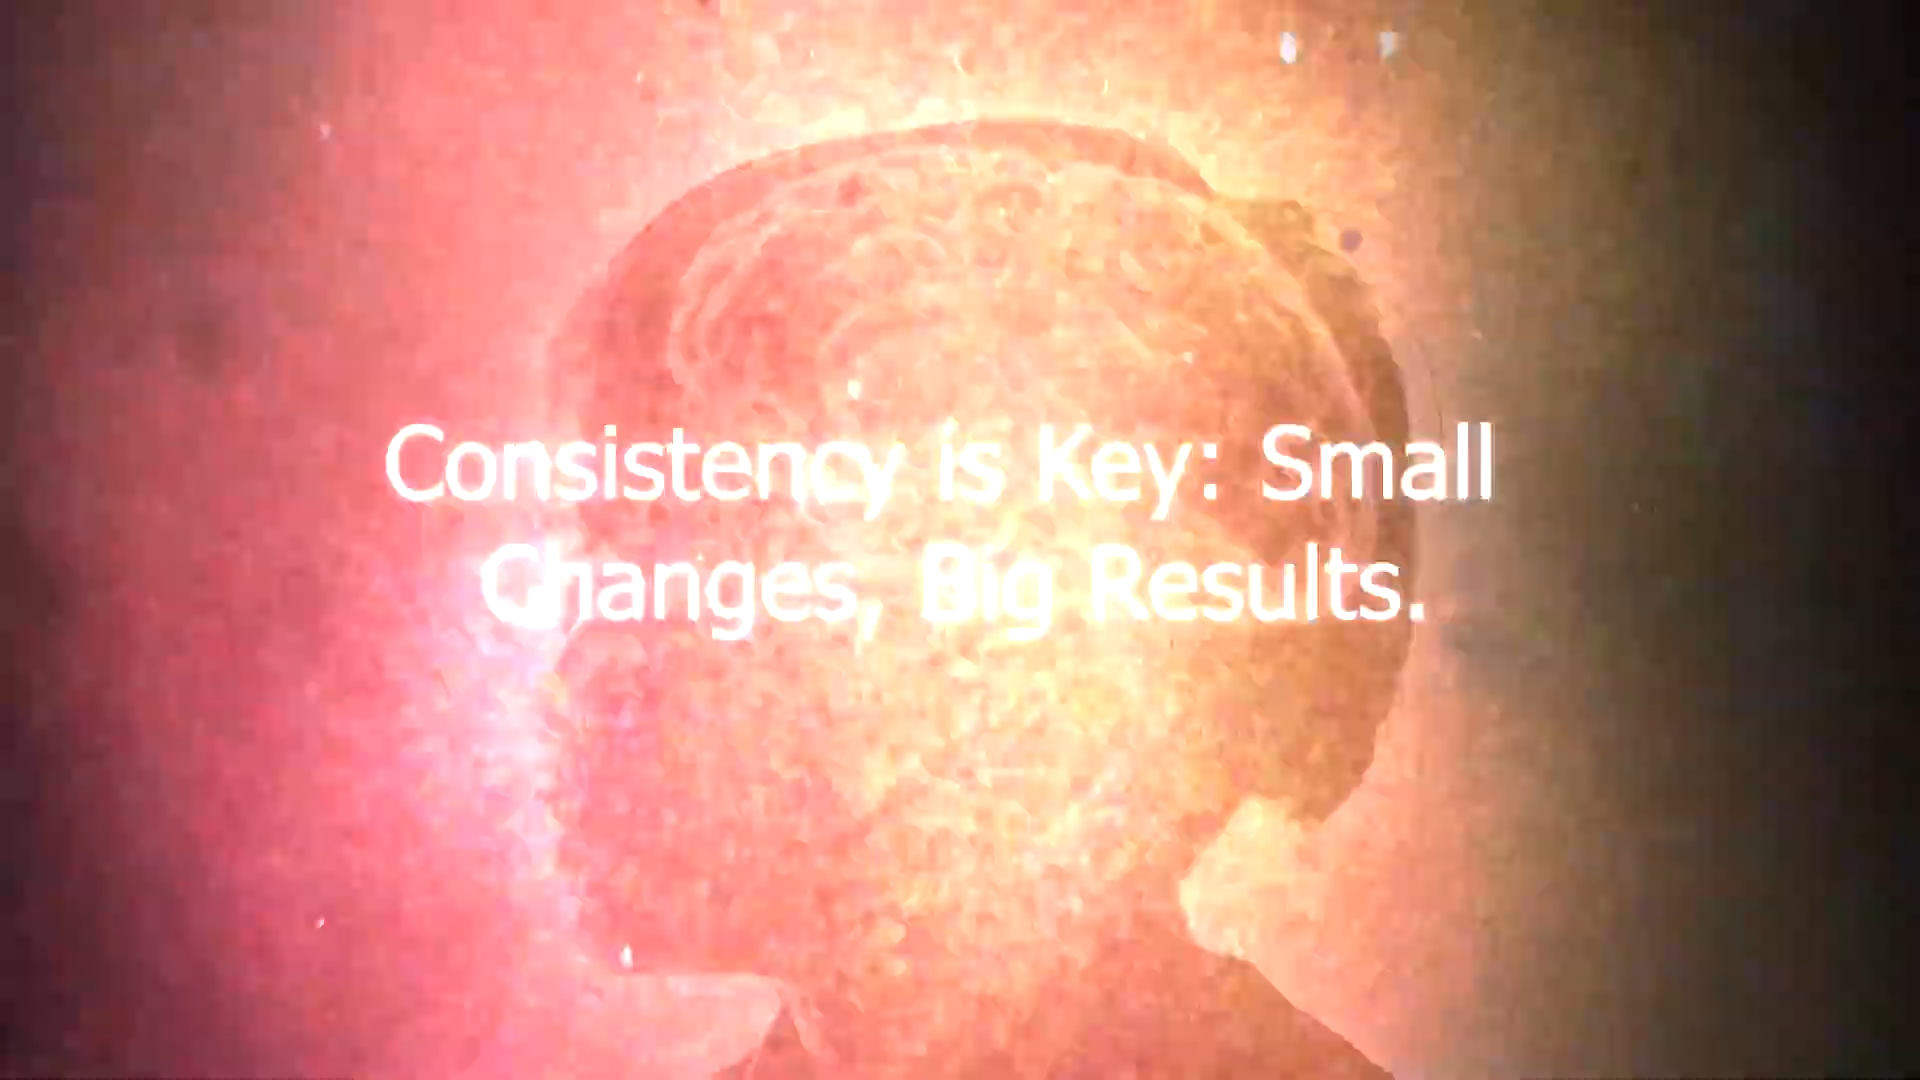 Consistency is Key: Small
Changes, Big Results.